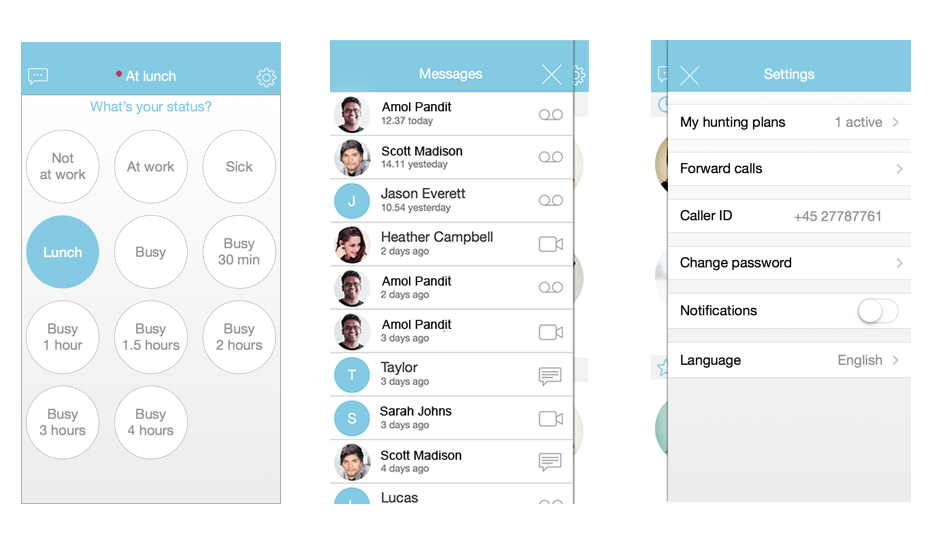 At lunch
What's your status?
Not
at work
At work
Sick
Lunch
Busy
Busy
30 min
Busy
1 hour
Busy
1.5 hours
Busy
2 hours
Busy
3 hours
Busy
4 hours
Messages
Amol Pandit
12.37 today
Scott Madison
14.11 yesteday
Jason Everett
J
10.54 yesterday
Heather Campbell
2 days ago
Amol Pandit
2 days ago
Amol Pandit
3 days ago
Taylor
T
3 days ago
Sarah Johns
S
3 days ago
Scott Madison
4 days ago
Lucas
Settings
My hunting plans 1 active
Forward calls
Caller ID +45 27787761
Change password
Notifications
Language English